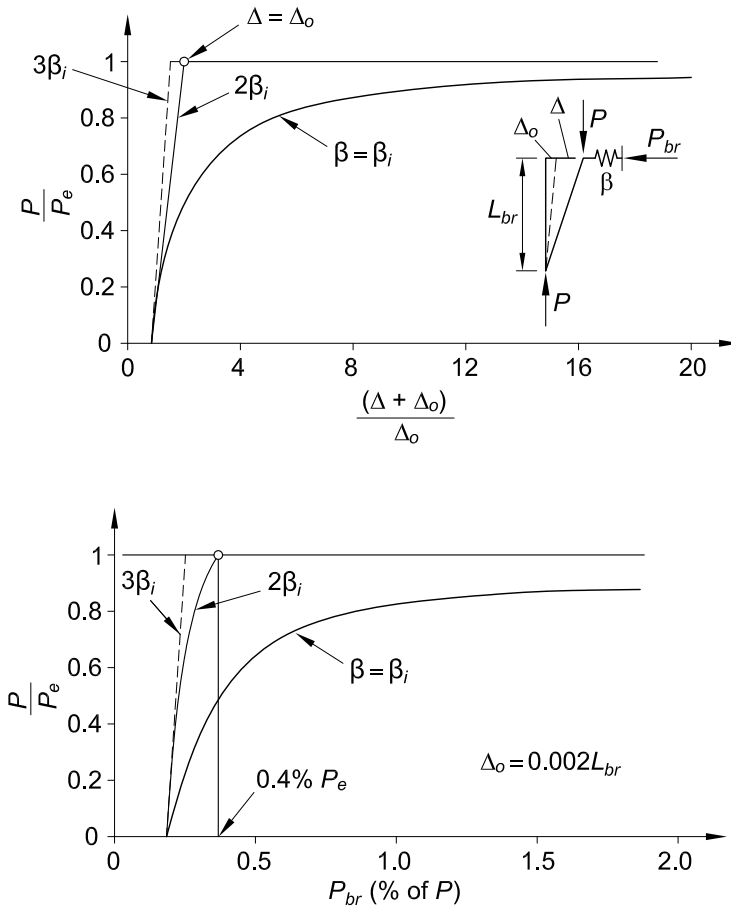 Δ = Δo
1
3βi
2βi
0.8
β = βi
0.6
P
Pe
0.4
0.2
0
Δo
Δ
P
Pbr
β
Lbr
P
0 4 8 12 16 20
(Δ + Δo)
Δo
1
3βi
2βi
0.8
β = βi
0.6
P
Pe
0.4
0.2
0
0.4% Pe
Δo = 0.002Lbr
0 0.5 1.0 1.5 2.0
Pbr (% of P)